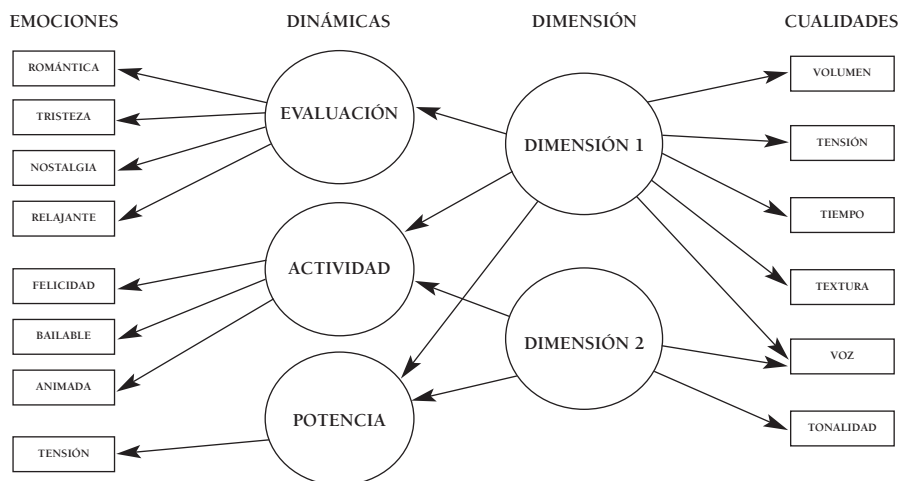 EMOCIONES
DINÁMICAS
DIMENSIÓN
CUALIDADES
ROMÁNTICA
TRISTEZA
NOSTALGIA
RELAJANTE
FELICIDAD
BAILABLE
ANIMADA
TENSIÓN
EVALUACIÓN
ACTIVIDAD
POTENCIA
DIMENSIÓN 1
DIMENSIÓN 2
VOLUMEN
TENSIÓN
TIEMPO
TEXTURA
VOZ
TONALIDAD